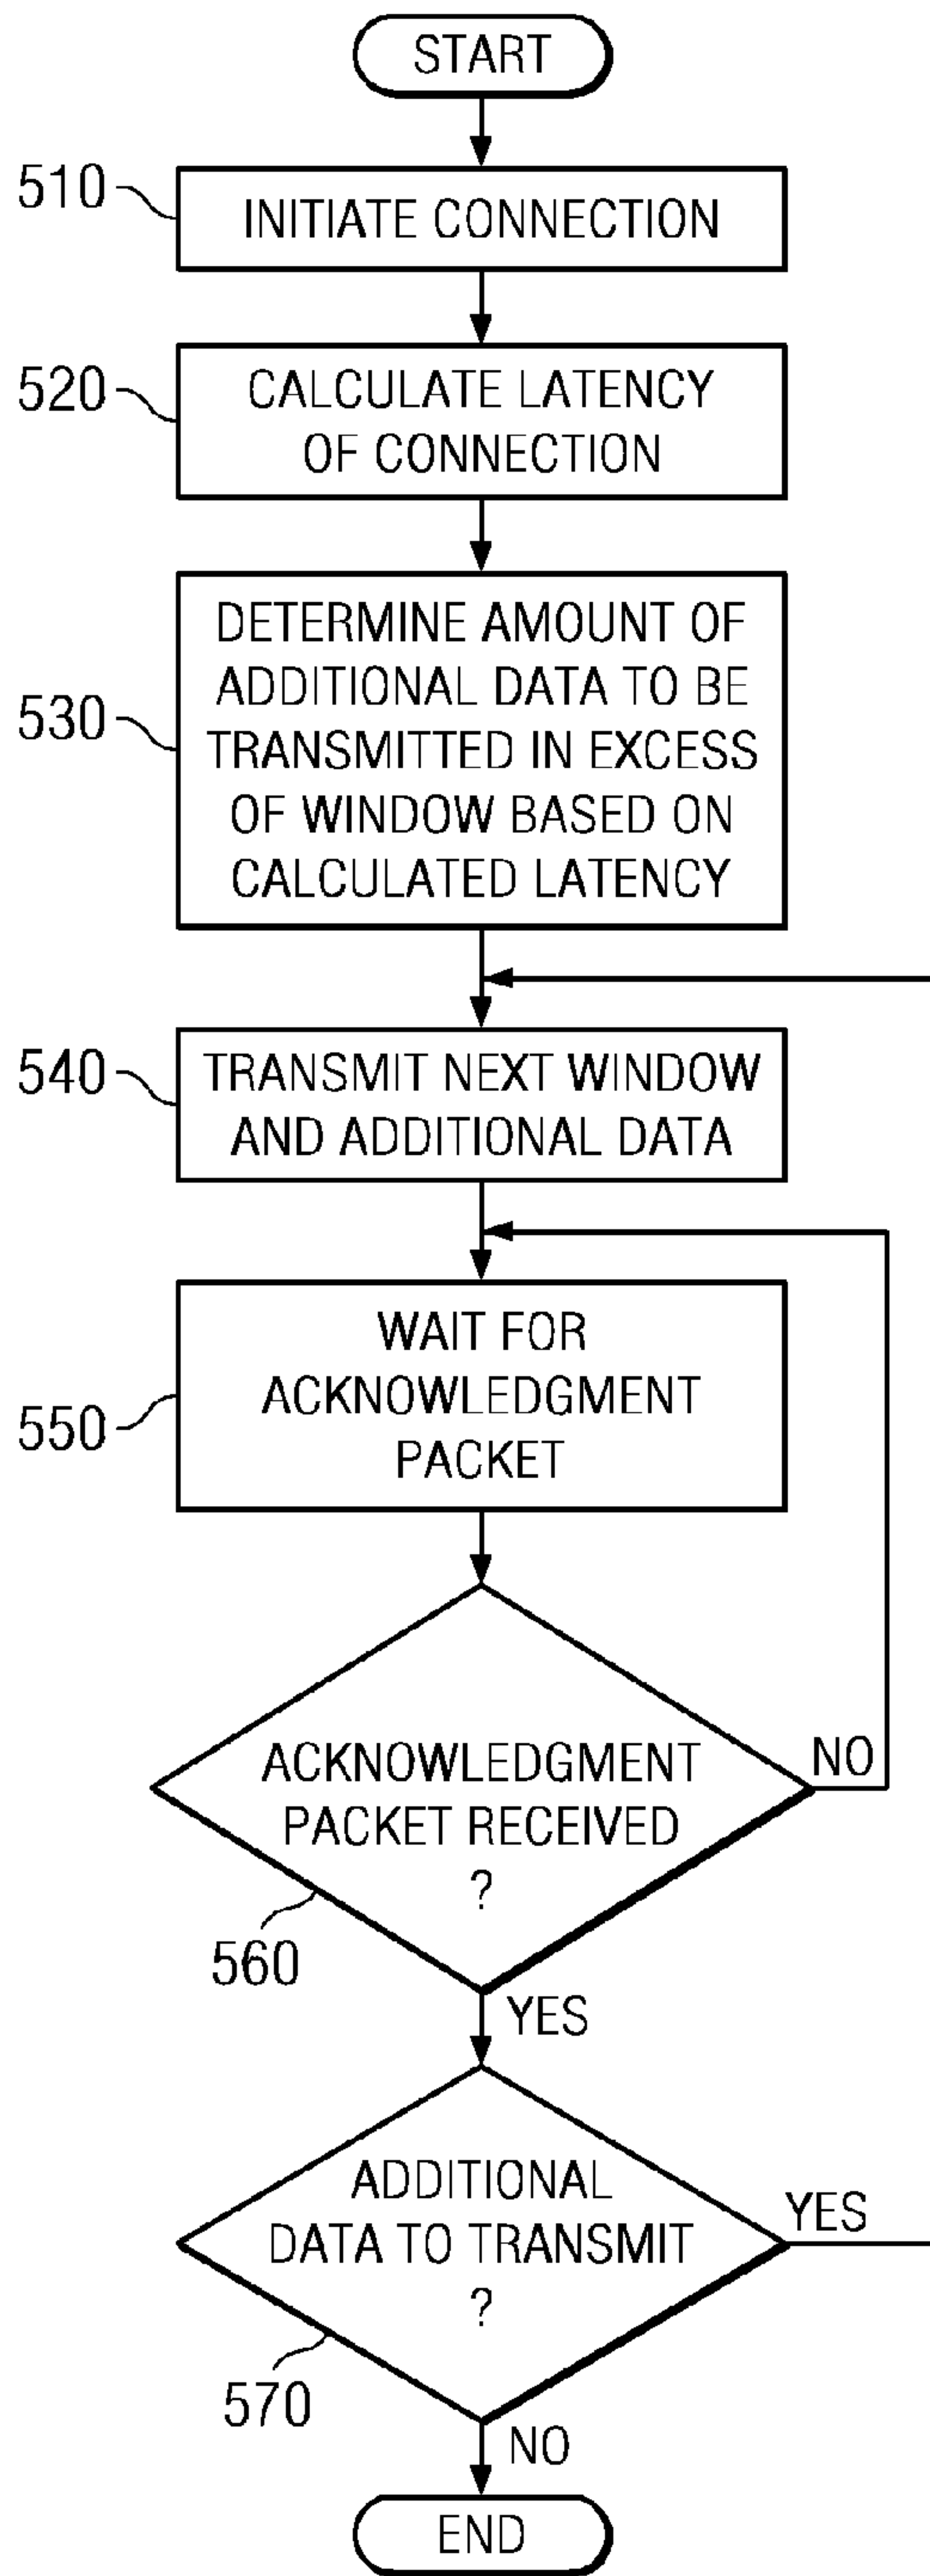 START
510
INITIATE CONNECTION
520
CALCULATE LATENCY
OF CONNECTION
530
DETERMINE AMOUNT OF
ADDITIONAL DATA TO BE
TRANSMITTED IN EXCESS
OF WINDOW BASED ON
CALCULATED LATENCY
540
TRANSMIT NEXT WINDOW
AND ADDITIONAL DATA
550
WAIT FOR
ACKNOWLEDGMENT
PACKET
ACKNOWLEDGMENT
PACKET RECEIVED
?
NO
560
YES
ADDITIONAL
DATA TO TRANSMIT
?
YES
570
NO
END